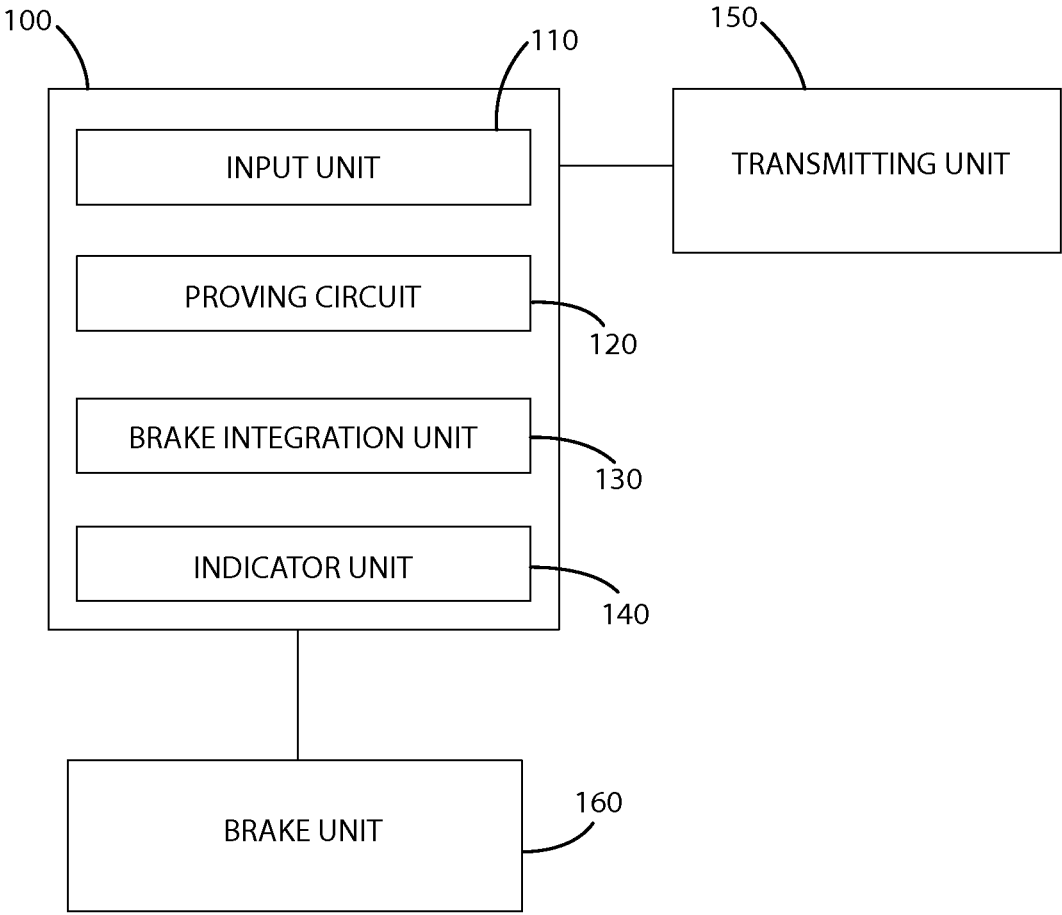 100
110
150
INPUT UNIT
TRANSMITTING UNIT
PROVING CIRCUIT
120
BRAKE INTEGRATION UNIT
130
INDICATOR UNIT
140
160
BRAKE UNIT